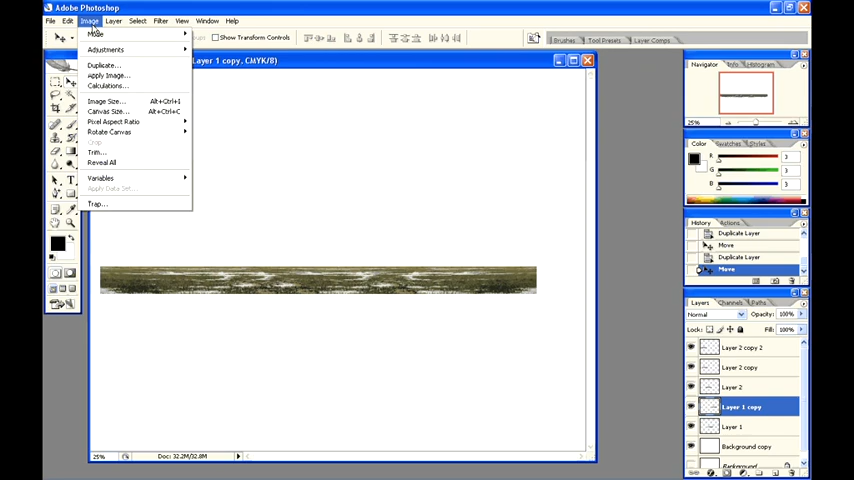 Adobe Photoshop
File Edit Image Layer Select Filter View Window Help
Show Transform Controls
Brushes Tool Presets Layer Comps
Layer 1 copy, CMYK/8)
Mode
Adjustments
Duplicate...
Apply Image...
Calculations...
Image Size... Alt+Ctrl+I
Canvas Size... Alt+Ctrl+C
Pixel Aspect Ratio
Rotate Canvas
Crop
Trim...
Reveal All
Variables
Apply Data Set...
Trap...
25% Doc: 32.2M/32.8M
Navigator Info Histogram
25%
Color Swatches Styles
R 3
G 3
B 3
History Actions
Duplicate Layer
Move
Duplicate Layer
Move
Layers Channels Paths
Normal Opacity: 100%
Lock: Fill: 100%
Layer 2 copy 2
Layer 2 copy
Layer 2
Layer 1 copy
Layer 1
Background copy
Background